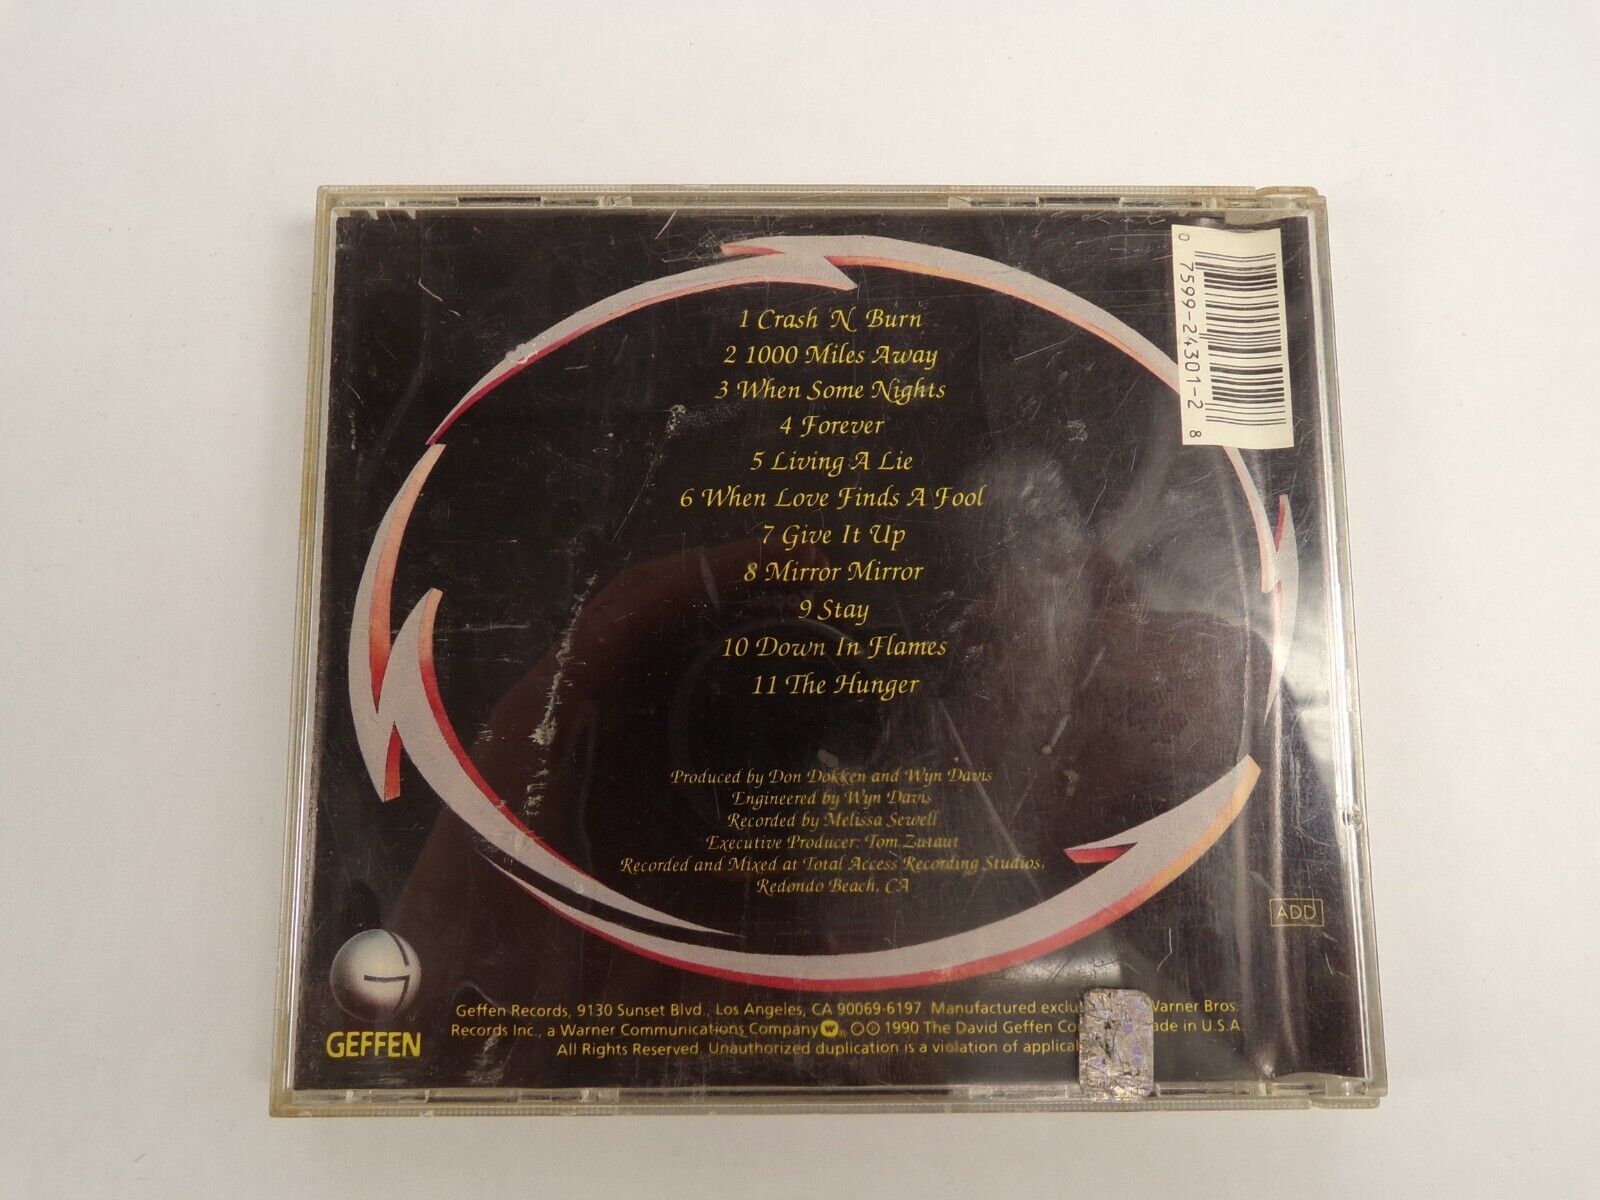 1 Crash 'N' Burn
2 1000 Miles Away
3 When Some Nights
4 Forever
5 Living A Lie
6 When Love Finds A Fool
7 Give It Up
8 Mirror Mirror
9 Stay
10 Down In Flames
11 The Hunger
Produced by Don Dokken and Wyn Davis
Engineered by Wyn Davis
Recorded by Melissa Sewell
Executive Producer: Tom Zutaut
Recorded and Mixed at Total Access Recording Studios,
Redondo Beach, CA
0 7599-24301-2 8
ADD
GEFFEN
Geffen Records, 9130 Sunset Blvd., Los Angeles, CA 90069-6197. Manufactured Warner Bros.
Records Inc., a Warner Communications Company ℗© 1990 The David Geffen in U.S.A.
All Rights Reserved. Unauthorized duplication is a violation of